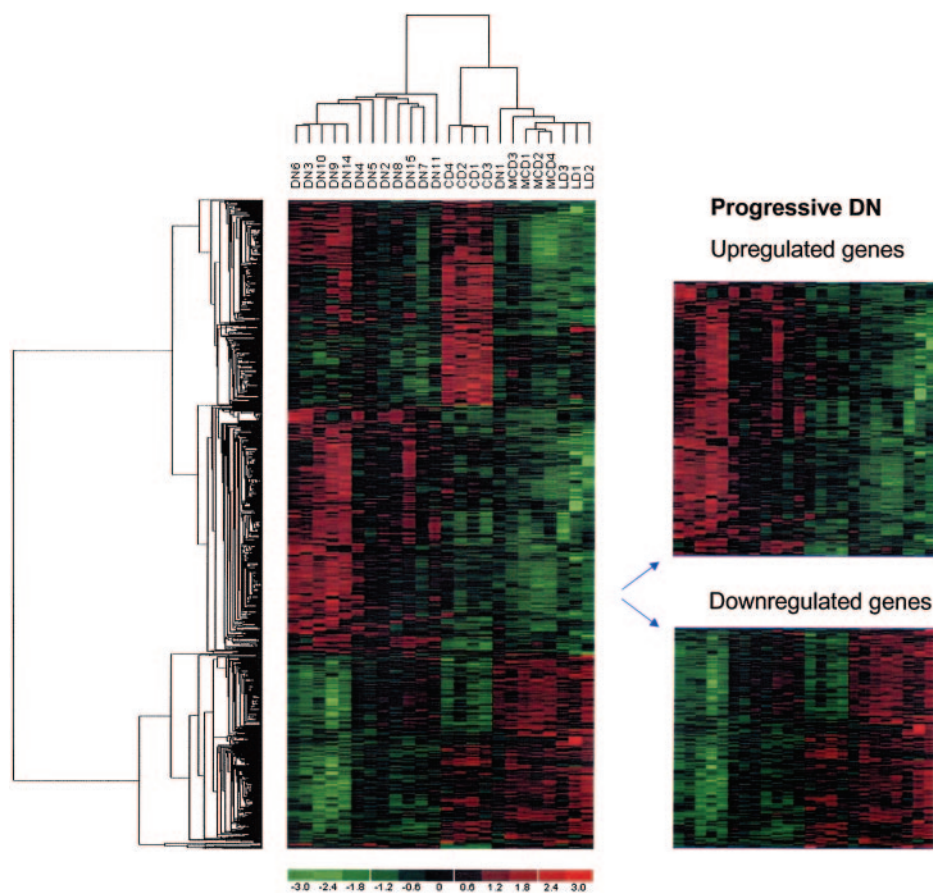 DN6
DN3
DN10
DN9
DN14
DN4
DN5
DN2
DN8
DN15
DN7
DN11
CD4
CD2
CD1
CD3
DN1
MCD3
MCD1
MCD2
MCD4
LD3
LD1
LD2
Progressive DN
Upregulated genes
Downregulated genes
-3.0 -2.4 -1.8 -1.2 -0.6 0 0.6 1.2 1.8 2.4 3.0